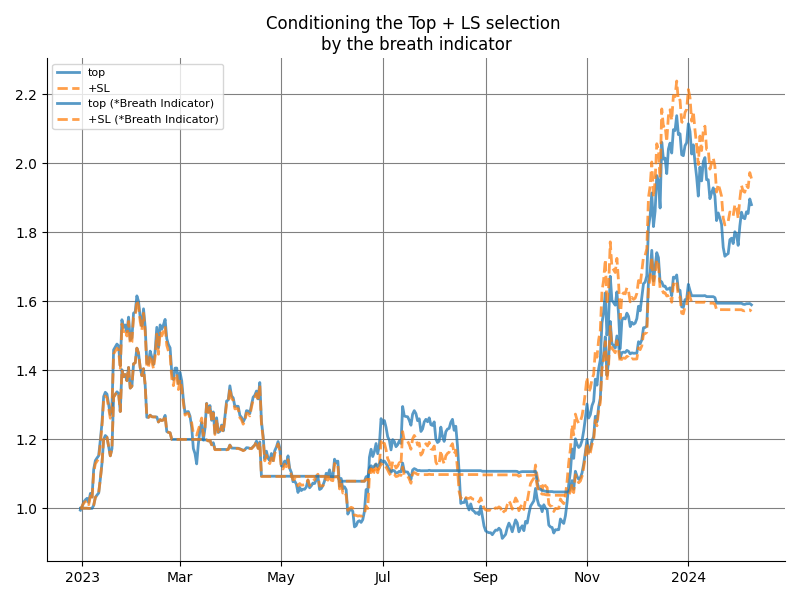 Conditioning the Top + LS selection
by the breath indicator
top
+SL
top (*Breath Indicator)
+SL (*Breath Indicator)
2.2
2.0
1.8
1.6
1.4
1.2
1.0
2023
Mar
May
Jul
Sep
Nov
2024